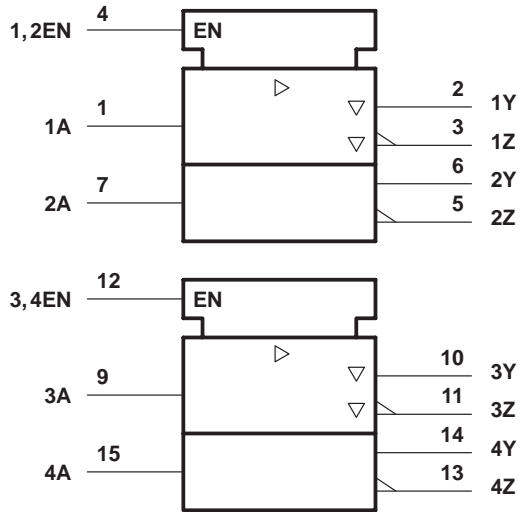 4
1,2EN EN
1 2 1Y
1A 3 1Z
7 6 2Y
2A 5 2Z
12
3,4EN EN
9 10 3Y
3A 11 3Z
15 14 4Y
4A 13 4Z